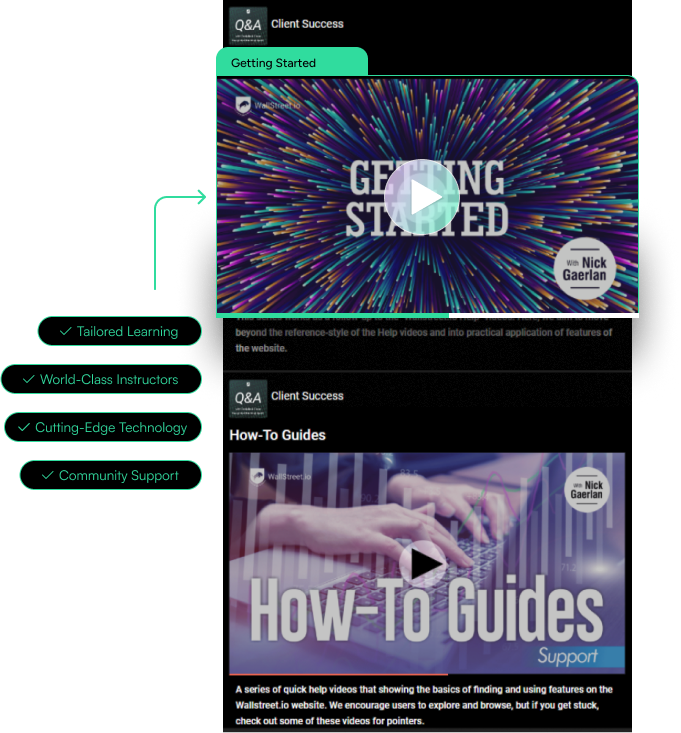 Q&A
Client Success
Getting Started
WallStreet.io
GETTING
STARTED
With Nick
Gaerlan
Tailored Learning
World-Class Instructors
Cutting-Edge Technology
Community Support
beyond the reference-style of the Help videos and into practical application of features of
the website.
Q&A
Client Success
How-To Guides
WallStreet.io
With Nick
Gaerlan
71.2
How-To Guides
Support
A series of quick help videos that showing the basics of finding and using features on the
Wallstreet.io website. We encourage users to explore and browse, but if you get stuck,
check out some of these videos for pointers.